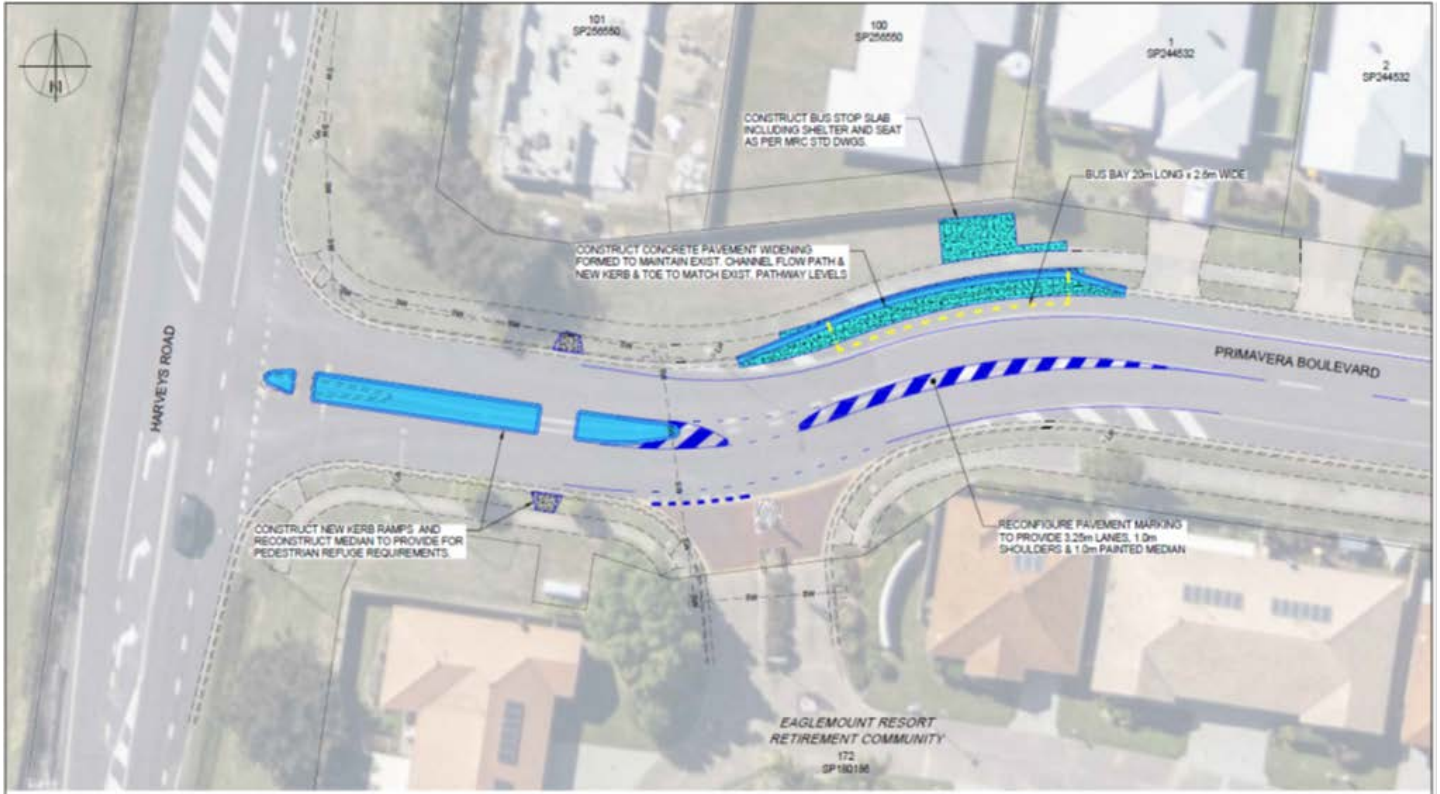 101
SP256560
100
SP256560
1
SP244532
2
SP244532
N
CONSTRUCT BUS STOP SLAB
INCLUDING SHELTER AND SEAT
AS PER MRC STD DWGS.
BUS BAY 20m LONG x 2.6m WIDE
CONSTRUCT CONCRETE PAVEMENT WIDENING
FORMED TO MAINTAIN EXIST. CHANNEL FLOW PATH &
NEW KERB & TOE TO MATCH EXIST. PATHWAY LEVELS
HARVEYS ROAD
PRIMAVERA BOULEVARD
CONSTRUCT NEW KERB RAMPS AND
RECONSTRUCT MEDIAN TO PROVIDE FOR
PEDESTRIAN REFUGE REQUIREMENTS.
RECONFIGURE PAVEMENT MARKING
TO PROVIDE 3.25m LANES, 1.0m
SHOULDERS & 1.0m PAINTED MEDIAN
EAGLEMOUNT RESORT
RETIREMENT COMMUNITY
172
SP180186